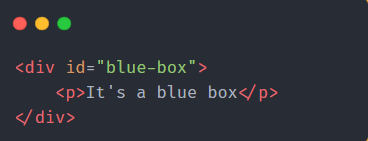 <div id="blue-box">
    <p>It's a blue box</p>
</div>